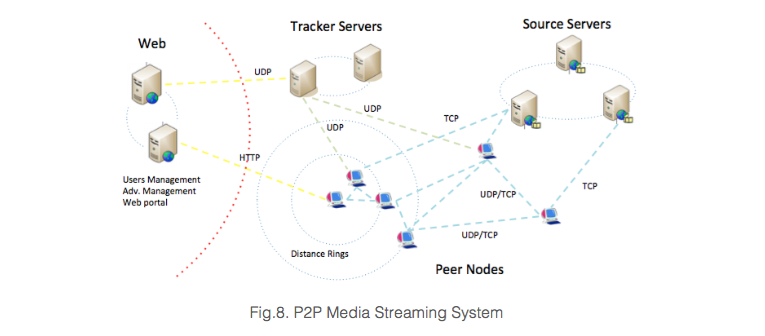 Web
Tracker Servers
Source Servers
UDP
UDP
TCP
UDP
HTTP
Users Management
Adv. Management
Web portal
UDP/TCP
TCP
UDP/TCP
Distance Rings
Peer Nodes
Fig.8. P2P Media Streaming System